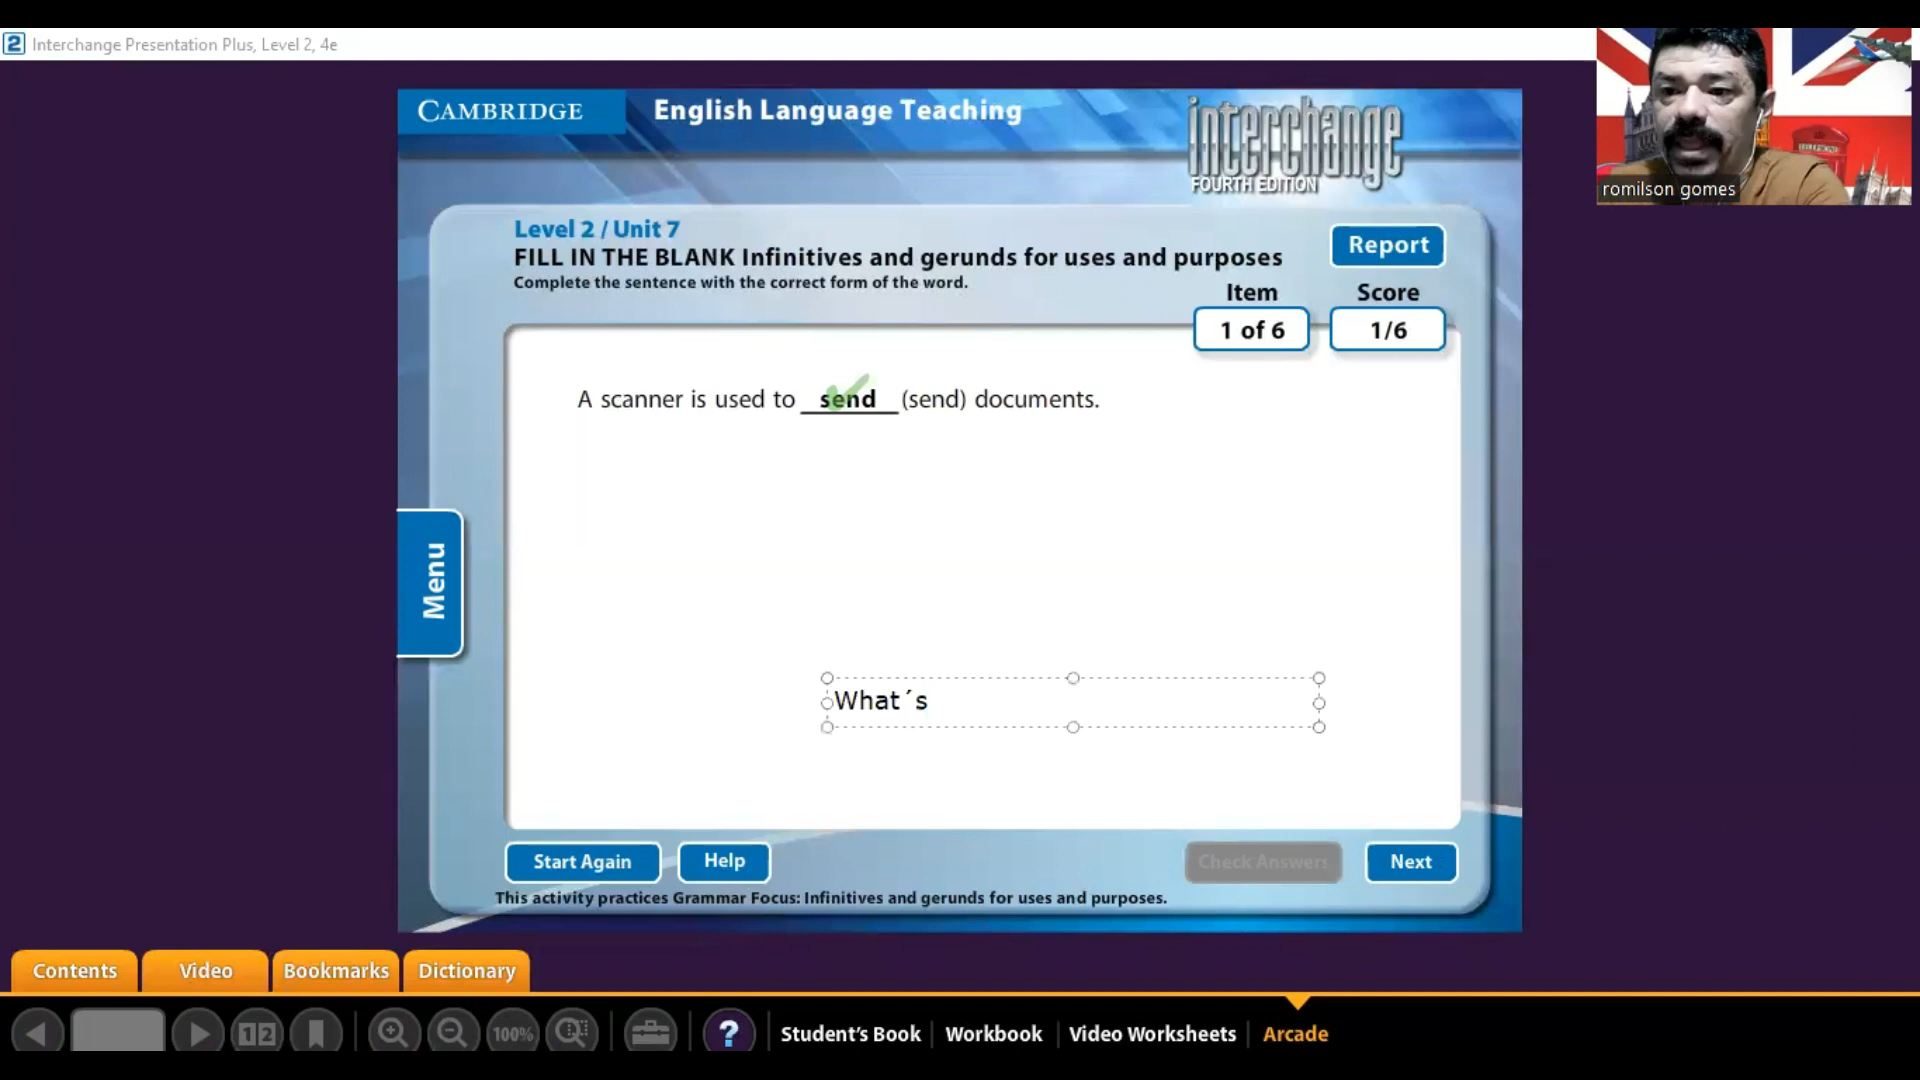 2 Interchange Presentation Plus, Level 2, 4e
romilson gomes
CAMBRIDGE
English Language Teaching
interchange
FOURTH EDITION
Level 2 / Unit 7
FILL IN THE BLANK Infinitives and gerunds for uses and purposes
Complete the sentence with the correct form of the word.
Report
Item
Score
1 of 6
1/6
A scanner is used to send (send) documents.
Menu
What´s
Start Again
Help
Check Answers
Next
This activity practices Grammar Focus: Infinitives and gerunds for uses and purposes.
Contents
Video
Bookmarks
Dictionary
12
100%
?
Student's Book
Workbook
Video Worksheets
Arcade